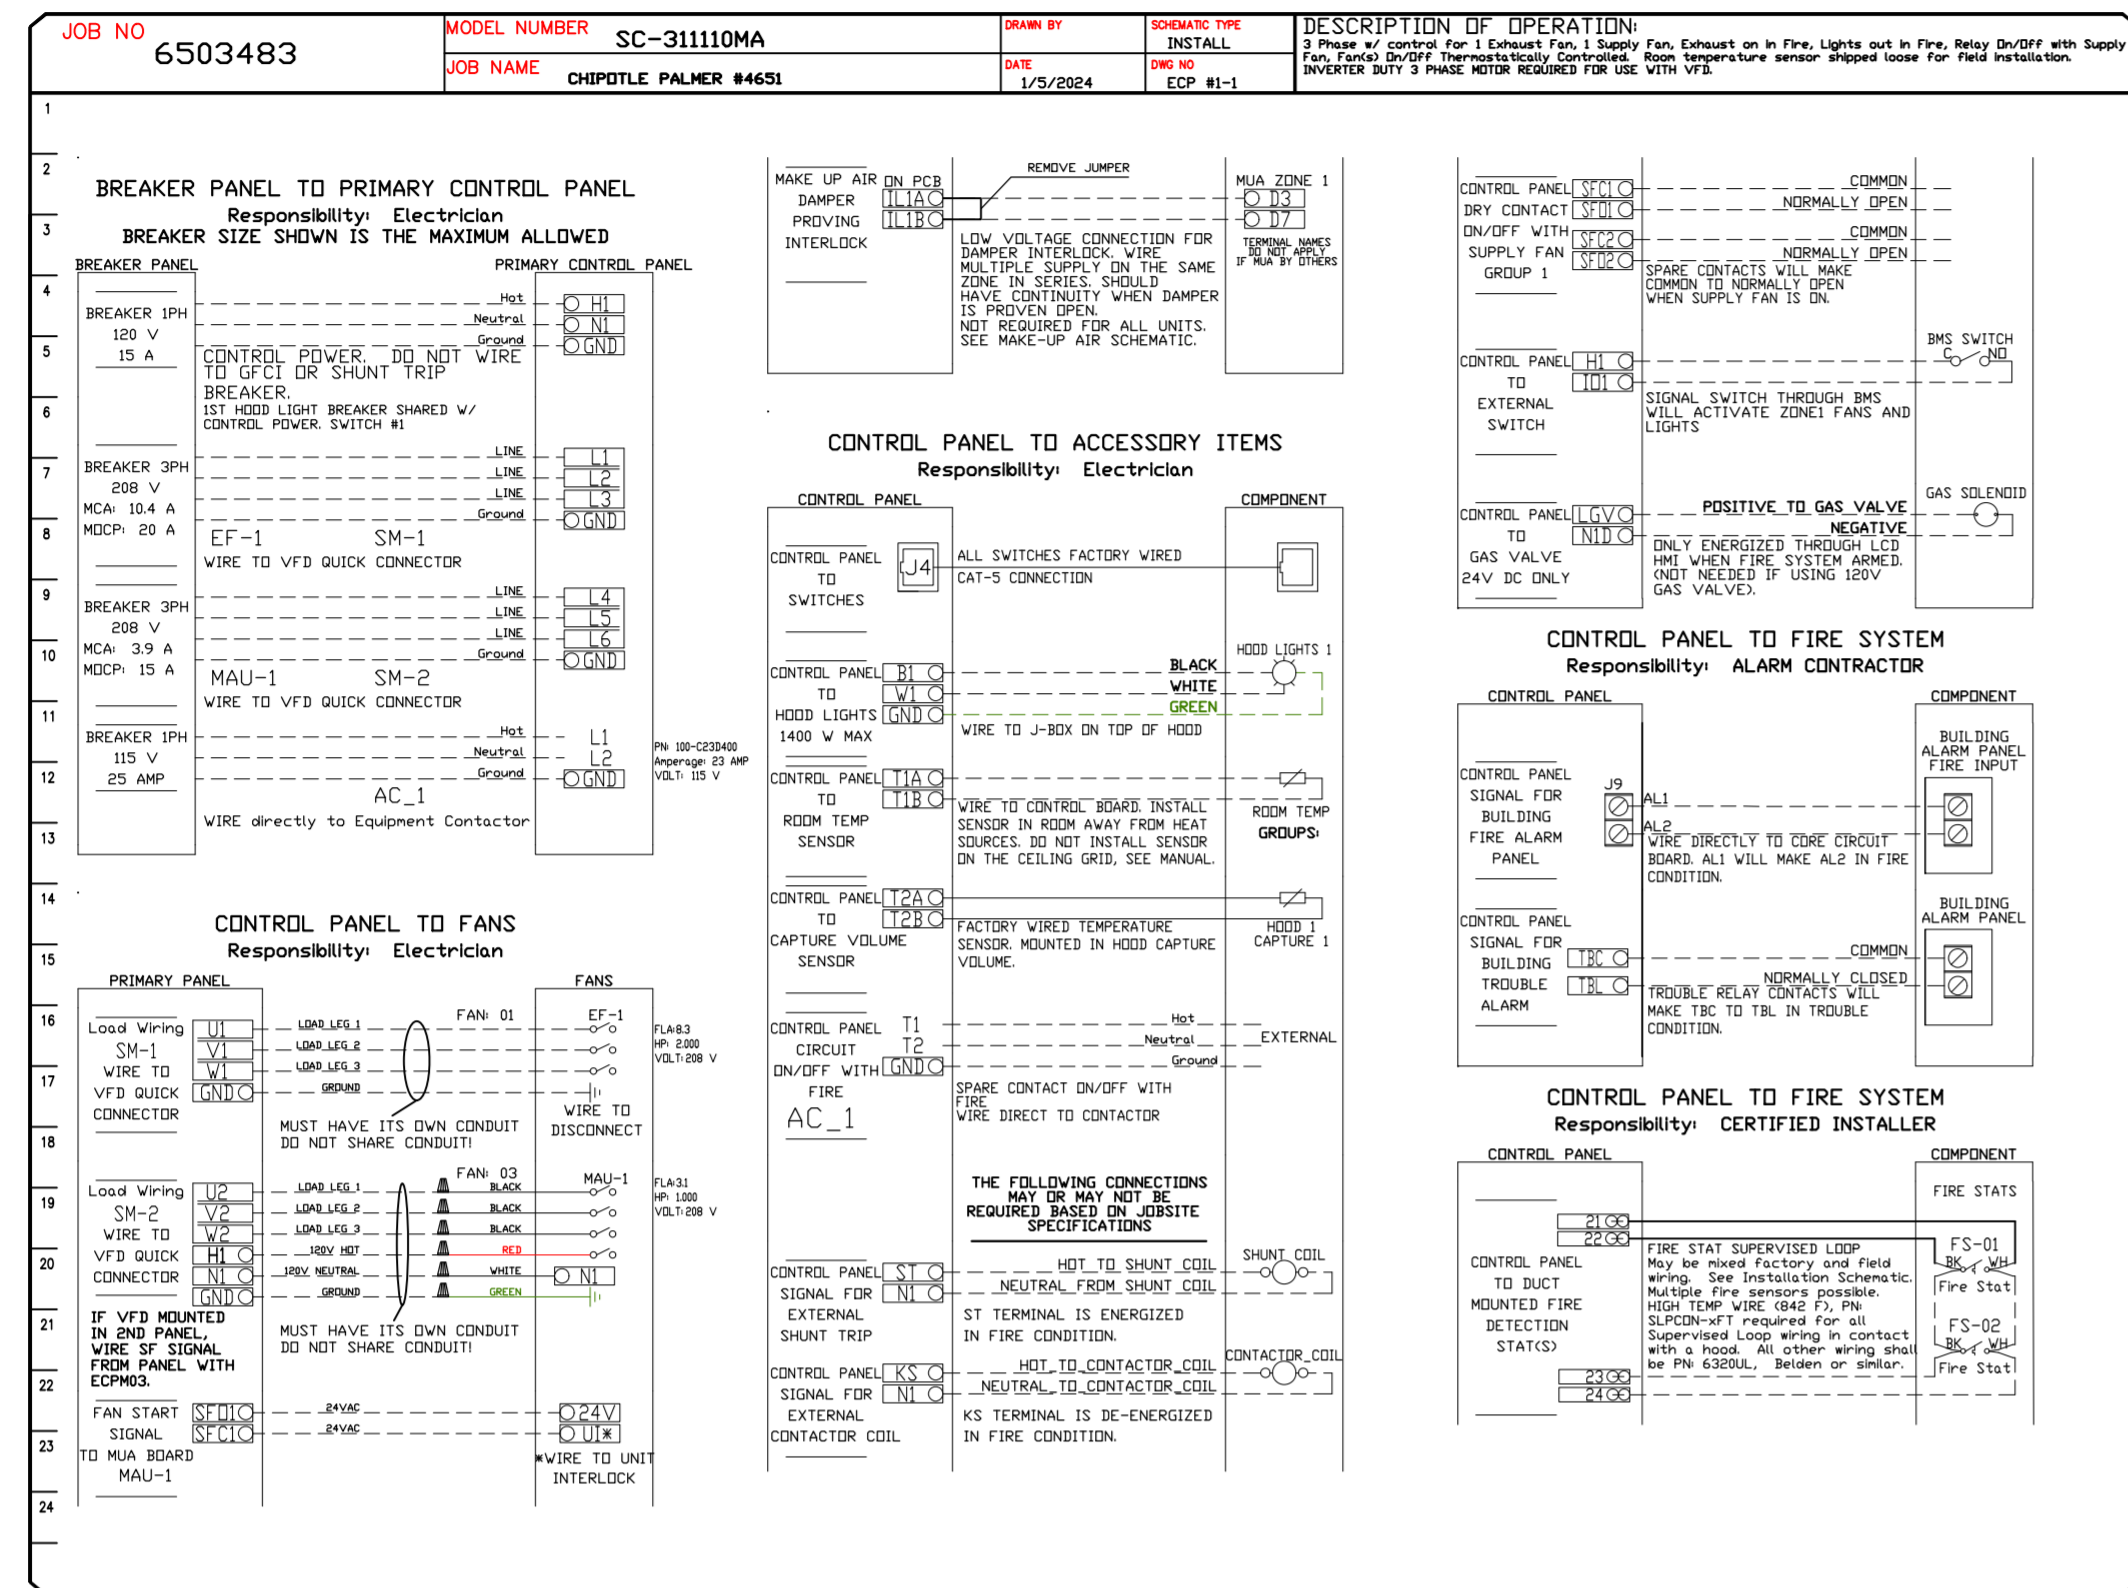 JOB NO
6503483
MODEL NUMBER
SC-311110MA
JOB NAME
CHIPOTLE PALMER #4651
DRAWN BY
SCHEMATIC TYPE
INSTALL
DATE
1/5/2024
DWG NO
ECP #1-1
DESCRIPTION OF OPERATION:
3 Phase w/ control for 1 Exhaust Fan, 1 Supply Fan, Exhaust on in Fire, Lights out in Fire, Relay On/Off with Supply
Fan, Fan(s) On/Off Thermostatically Controlled. Room temperature sensor shipped loose for field installation.
INVERTER DUTY 3 PHASE MOTOR REQUIRED FOR USE WITH VFD.
1
2
3
4
5
6
7
8
9
10
11
12
13
14
15
16
17
18
19
20
21
22
23
24
BREAKER PANEL TO PRIMARY CONTROL PANEL
Responsibility: Electrician
BREAKER SIZE SHOWN IS THE MAXIMUM ALLOWED
BREAKER PANEL
PRIMARY CONTROL PANEL
BREAKER 1PH
120 V
15 A
Hot
H1
Neutral
N1
Ground
GND
CONTROL POWER. DO NOT WIRE
TO GFCI OR SHUNT TRIP
BREAKER.
1ST HOOD LIGHT BREAKER SHARED W/
CONTROL POWER. SWITCH #1
BREAKER 3PH
208 V
MCA: 10.4 A
MOCP: 20 A
LINE
L1
LINE
L2
LINE
L3
Ground
GND
EF-1 SM-1
WIRE TO VFD QUICK CONNECTOR
BREAKER 3PH
208 V
MCA: 3.9 A
MOCP: 15 A
LINE
L4
LINE
L5
LINE
L6
Ground
GND
MAU-1 SM-2
WIRE TO VFD QUICK CONNECTOR
BREAKER 1PH
115 V
25 AMP
Hot
L1
Neutral
L2
Ground
GND
PN: 100-C23D400
Amperage: 23 AMP
VOLT: 115 V
AC_1
WIRE directly to Equipment Contactor
CONTROL PANEL TO FANS
Responsibility: Electrician
PRIMARY PANEL
FANS
Load Wiring
SM-1
WIRE TO
VFD QUICK
CONNECTOR
U1
V1
W1
GND
LOAD LEG 1
LOAD LEG 2
LOAD LEG 3
GROUND
FAN: 01
EF-1
FLA:8.3
HP: 2.000
VOLT:208 V
WIRE TO
DISCONNECT
MUST HAVE ITS OWN CONDUIT
DO NOT SHARE CONDUIT!
Load Wiring
SM-2
WIRE TO
VFD QUICK
CONNECTOR
U2
V2
W2
H1
N1
GND
LOAD LEG 1
LOAD LEG 2
LOAD LEG 3
120V HOT
120V NEUTRAL
GROUND
FAN: 03
BLACK
BLACK
BLACK
RED
WHITE
GREEN
MAU-1
N1
FLA:3.1
HP: 1.000
VOLT:208 V
IF VFD MOUNTED
IN 2ND PANEL,
WIRE SF SIGNAL
FROM PANEL WITH
ECPM03.
MUST HAVE ITS OWN CONDUIT
DO NOT SHARE CONDUIT!
FAN START
SIGNAL
TO MUA BOARD
MAU-1
SFO1
SFC1
24VAC
24VAC
24V
UI*
*WIRE TO UNIT
INTERLOCK
MAKE UP AIR
DAMPER
PROVING
INTERLOCK
ON PCB
IL1A
IL1B
REMOVE JUMPER
MUA ZONE 1
D3
D7
TERMINAL NAMES
DO NOT APPLY
IF MUA BY OTHERS
LOW VOLTAGE CONNECTION FOR
DAMPER INTERLOCK. WIRE
MULTIPLE SUPPLY ON THE SAME
ZONE IN SERIES. SHOULD
HAVE CONTINUITY WHEN DAMPER
IS PROVEN OPEN.
NOT REQUIRED FOR ALL UNITS.
SEE MAKE-UP AIR SCHEMATIC.
CONTROL PANEL TO ACCESSORY ITEMS
Responsibility: Electrician
CONTROL PANEL
COMPONENT
CONTROL PANEL
TO
SWITCHES
J4
ALL SWITCHES FACTORY WIRED
CAT-5 CONNECTION
CONTROL PANEL
TO
HOOD LIGHTS
1400 W MAX
B1
W1
GND
BLACK
WHITE
GREEN
HOOD LIGHTS 1
WIRE TO J-BOX ON TOP OF HOOD
CONTROL PANEL
TO
ROOM TEMP
SENSOR
T1A
T1B
WIRE TO CONTROL BOARD. INSTALL
SENSOR IN ROOM AWAY FROM HEAT
SOURCES. DO NOT INSTALL SENSOR
ON THE CEILING GRID, SEE MANUAL.
ROOM TEMP
GROUPS:
CONTROL PANEL
TO
CAPTURE VOLUME
SENSOR
T2A
T2B
FACTORY WIRED TEMPERATURE
SENSOR. MOUNTED IN HOOD CAPTURE
VOLUME.
HOOD 1
CAPTURE 1
CONTROL PANEL
CIRCUIT
ON/OFF WITH
FIRE
AC_1
T1
T2
GND
Hot
Neutral
Ground
EXTERNAL
SPARE CONTACT ON/OFF WITH
FIRE
WIRE DIRECT TO CONTACTOR
THE FOLLOWING CONNECTIONS
MAY OR MAY NOT BE
REQUIRED BASED ON JOBSITE
SPECIFICATIONS
CONTROL PANEL
SIGNAL FOR
EXTERNAL
SHUNT TRIP
ST
N1
HOT TO SHUNT COIL
NEUTRAL FROM SHUNT COIL
SHUNT COIL
ST TERMINAL IS ENERGIZED
IN FIRE CONDITION.
CONTROL PANEL
SIGNAL FOR
EXTERNAL
CONTACTOR COIL
KS
N1
HOT TO CONTACTOR COIL
NEUTRAL TO CONTACTOR COIL
CONTACTOR COIL
KS TERMINAL IS DE-ENERGIZED
IN FIRE CONDITION.
CONTROL PANEL
DRY CONTACT
ON/OFF WITH
SUPPLY FAN
GROUP 1
SFC1
SFO1
SFC2
SFO2
COMMON
NORMALLY OPEN
COMMON
NORMALLY OPEN
SPARE CONTACTS WILL MAKE
COMMON TO NORMALLY OPEN
WHEN SUPPLY FAN IS ON.
CONTROL PANEL
TO
EXTERNAL
SWITCH
H1
IO1
BMS SWITCH
C NO
SIGNAL SWITCH THROUGH BMS
WILL ACTIVATE ZONE1 FANS AND
LIGHTS
CONTROL PANEL
TO
GAS VALVE
24V DC ONLY
LGV
N1D
POSITIVE TO GAS VALVE
NEGATIVE
GAS SOLENOID
ONLY ENERGIZED THROUGH LCD
HMI WHEN FIRE SYSTEM ARMED.
(NOT NEEDED IF USING 120V
GAS VALVE).
CONTROL PANEL TO FIRE SYSTEM
Responsibility: ALARM CONTRACTOR
CONTROL PANEL
COMPONENT
CONTROL PANEL
SIGNAL FOR
BUILDING
FIRE ALARM
PANEL
J9
AL1
AL2
BUILDING
ALARM PANEL
FIRE INPUT
WIRE DIRECTLY TO CORE CIRCUIT
BOARD. AL1 WILL MAKE AL2 IN FIRE
CONDITION.
CONTROL PANEL
SIGNAL FOR
BUILDING
TROUBLE
ALARM
TBC
TBL
COMMON
NORMALLY CLOSED
BUILDING
ALARM PANEL
TROUBLE RELAY CONTACTS WILL
MAKE TBC TO TBL IN TROUBLE
CONDITION.
CONTROL PANEL TO FIRE SYSTEM
Responsibility: CERTIFIED INSTALLER
CONTROL PANEL
COMPONENT
FIRE STATS
CONTROL PANEL
TO DUCT
MOUNTED FIRE
DETECTION
STAT(S)
21
22
23
24
FIRE STAT SUPERVISED LOOP
May be mixed factory and field
wiring. See Installation Schematic.
Multiple fire sensors possible.
HIGH TEMP WIRE (842 F), PN:
SLPCON-xFT required for all
Supervised Loop wiring in contact
with a hood. All other wiring shall
be PN: 6320UL, Belden or similar.
FS-01
BK WH
Fire Stat
FS-02
BK WH
Fire Stat